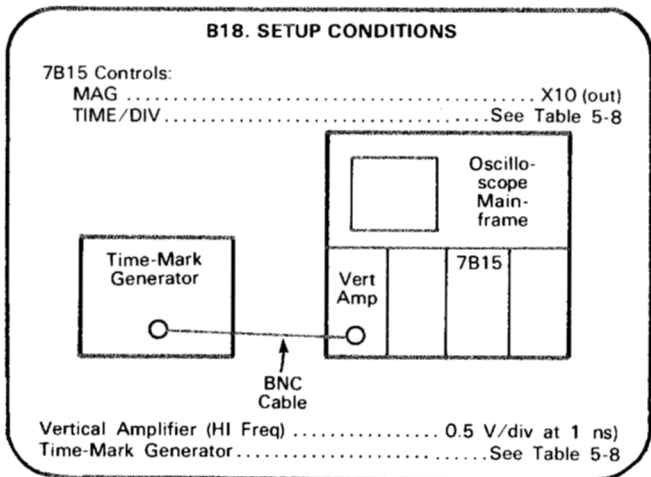 B18. SETUP CONDITIONS
7B15 Controls:
MAG ........................................ X10 (out)
TIME/DIV ................................ See Table 5-8
Oscillo-
scope
Main-
frame
Time-Mark
Generator
Vert
Amp
7B15
BNC
Cable
Vertical Amplifier (HI Freq) ................ 0.5 V/div at 1 ns)
Time-Mark Generator ............................ See Table 5-8